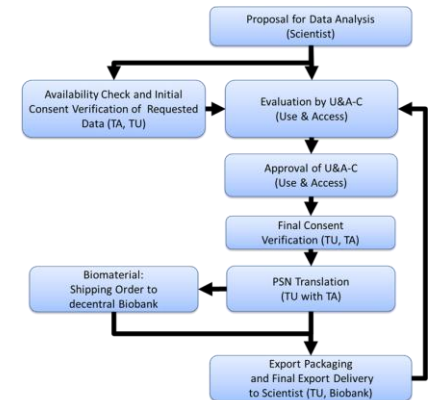 Proposal for Data Analysis
(Scientist)
Availability Check and Initial
Consent Verification of Requested
Data (TA, TU)
Evaluation by U&A-C
(Use & Access)
Approval of U&A-C
(Use & Access)
Final Consent
Verification (TU, TA)
Biomaterial:
Shipping Order to
decentral Biobank
PSN Translation
(TU with TA)
Export Packaging
and Final Export Delivery
to Scientist (TU, Biobank)